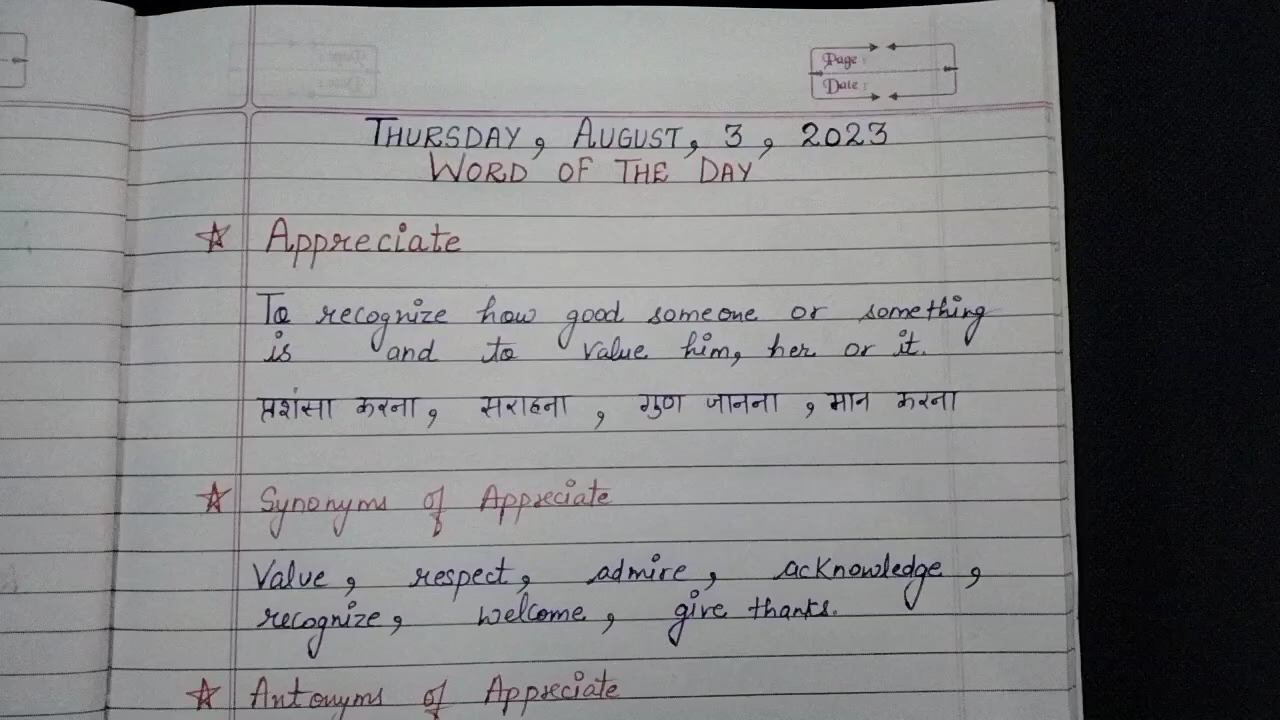 Page :
Date :
THURSDAY, AUGUST, 3, 2023
WORD OF THE DAY
☆ Appreciate
To recognize how good someone or something
is and to value him, her or it.
प्रशंसा करना, सराहना, गुण जानना, मान करना
☆ Synonyms of Appreciate
Value, respect, admire, acknowledge,
recognize, welcome, give thanks.
☆ Antonyms of Appreciate